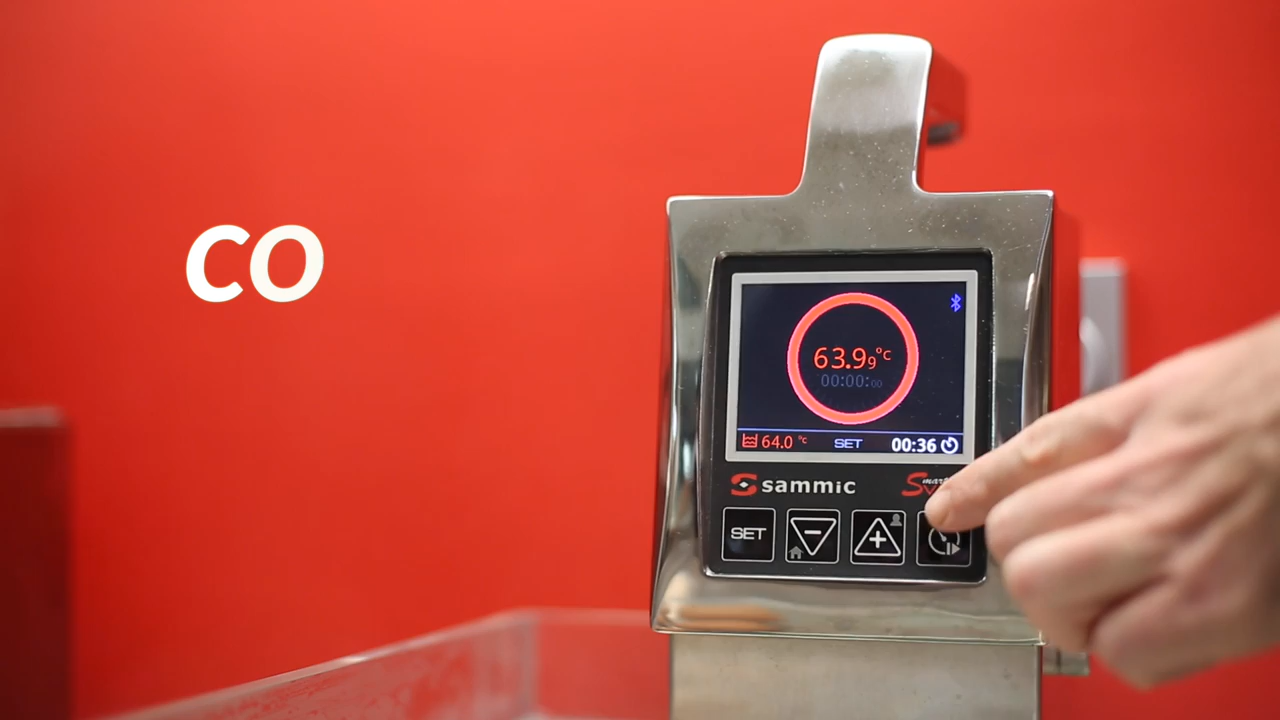 CO
63.99°C
00:00:00
64.0 °C SET 00:36
sammic
SET